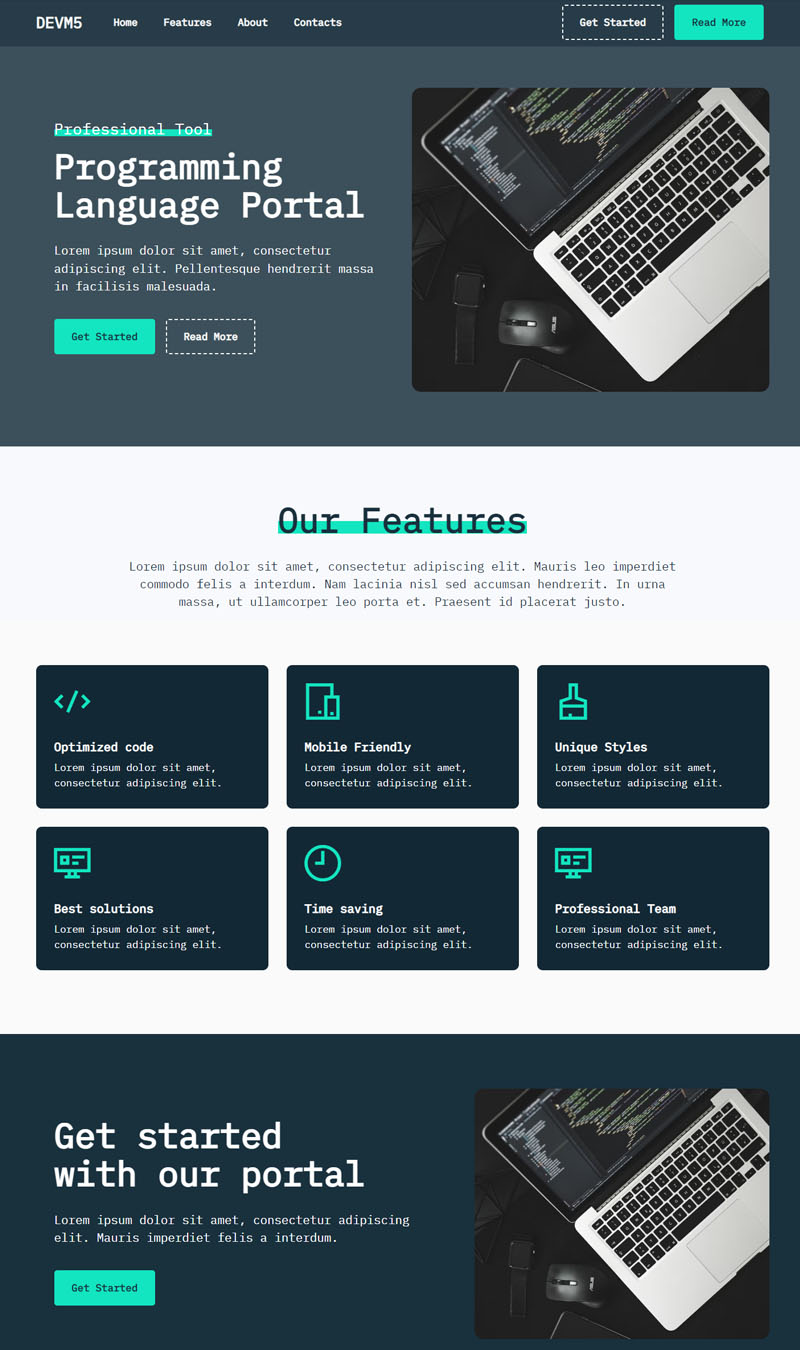 DEVM5 Home Features About Contacts Get Started Read More
Professional Tool
Programming
Language Portal
Lorem ipsum dolor sit amet, consectetur
adipiscing elit. Pellentesque hendrerit massa
in facilisis malesuada.
Get Started Read More
ASUS
Our Features
Lorem ipsum dolor sit amet, consectetur adipiscing elit. Mauris leo imperdiet
commodo felis a interdum. Nam lacinia nisl sed accumsan hendrerit. In urna
massa, ut ullamcorper leo porta et. Praesent id placerat justo.
Optimized code
Lorem ipsum dolor sit amet,
consectetur adipiscing elit.
Mobile Friendly
Lorem ipsum dolor sit amet,
consectetur adipiscing elit.
Unique Styles
Lorem ipsum dolor sit amet,
consectetur adipiscing elit.
Best solutions
Lorem ipsum dolor sit amet,
consectetur adipiscing elit.
Time saving
Lorem ipsum dolor sit amet,
consectetur adipiscing elit.
Professional Team
Lorem ipsum dolor sit amet,
consectetur adipiscing elit.
Get started
with our portal
Lorem ipsum dolor sit amet, consectetur adipiscing
elit. Mauris imperdiet felis a interdum.
Get Started
ASUS